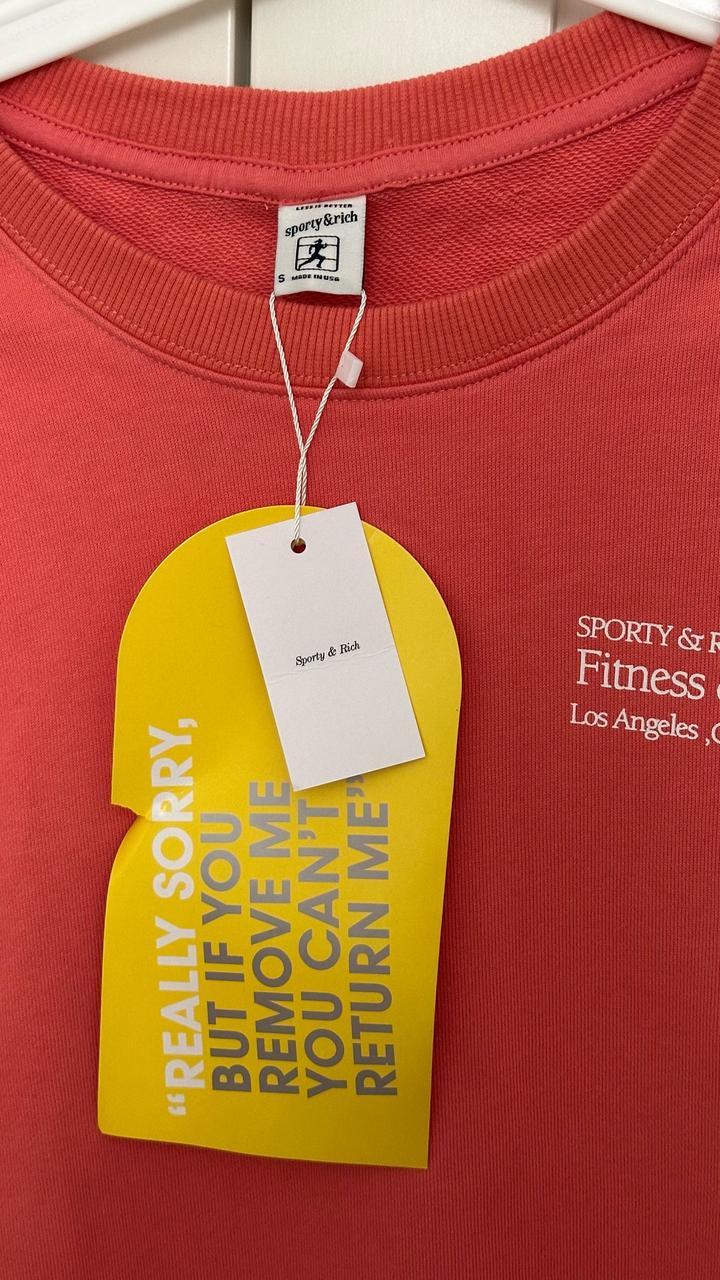 LESS IS BETTER
sporty&rich
S MADE IN USA
Sporty & Rich
SPORTY & R
Fitness
Los Angeles ,C
“REALLY SORRY,
BUT IF YOU
REMOVE ME
YOU CAN'T
RETURN ME”